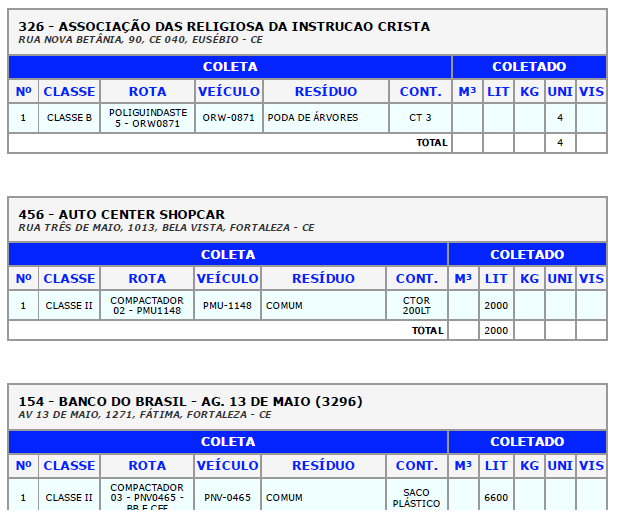 326 - ASSOCIAÇÃO DAS RELIGIOSA DA INSTRUCAO CRISTA
RUA NOVA BETÂNIA, 90, CE 040, EUSÉBIO - CE
COLETA COLETADO
Nº CLASSE ROTA VEÍCULO RESÍDUO CONT. M³ LIT KG UNI VIS
1 CLASSE B POLIGUINDASTE 5 - ORW0871 ORW-0871 PODA DE ÁRVORES CT 3 4
TOTAL 4
456 - AUTO CENTER SHOPCAR
RUA TRÊS DE MAIO, 1013, BELA VISTA, FORTALEZA - CE
COLETA COLETADO
Nº CLASSE ROTA VEÍCULO RESÍDUO CONT. M³ LIT KG UNI VIS
1 CLASSE II COMPACTADOR 02 - PMU1148 PMU-1148 COMUM CTOR 200LT 2000
TOTAL 2000
154 - BANCO DO BRASIL - AG. 13 DE MAIO (3296)
AV 13 DE MAIO, 1271, FÁTIMA, FORTALEZA - CE
COLETA COLETADO
Nº CLASSE ROTA VEÍCULO RESÍDUO CONT. M³ LIT KG UNI VIS
1 CLASSE II COMPACTADOR 03 - PNV0465 - BB E CEF PNV-0465 COMUM SACO PLÁSTICO 6600